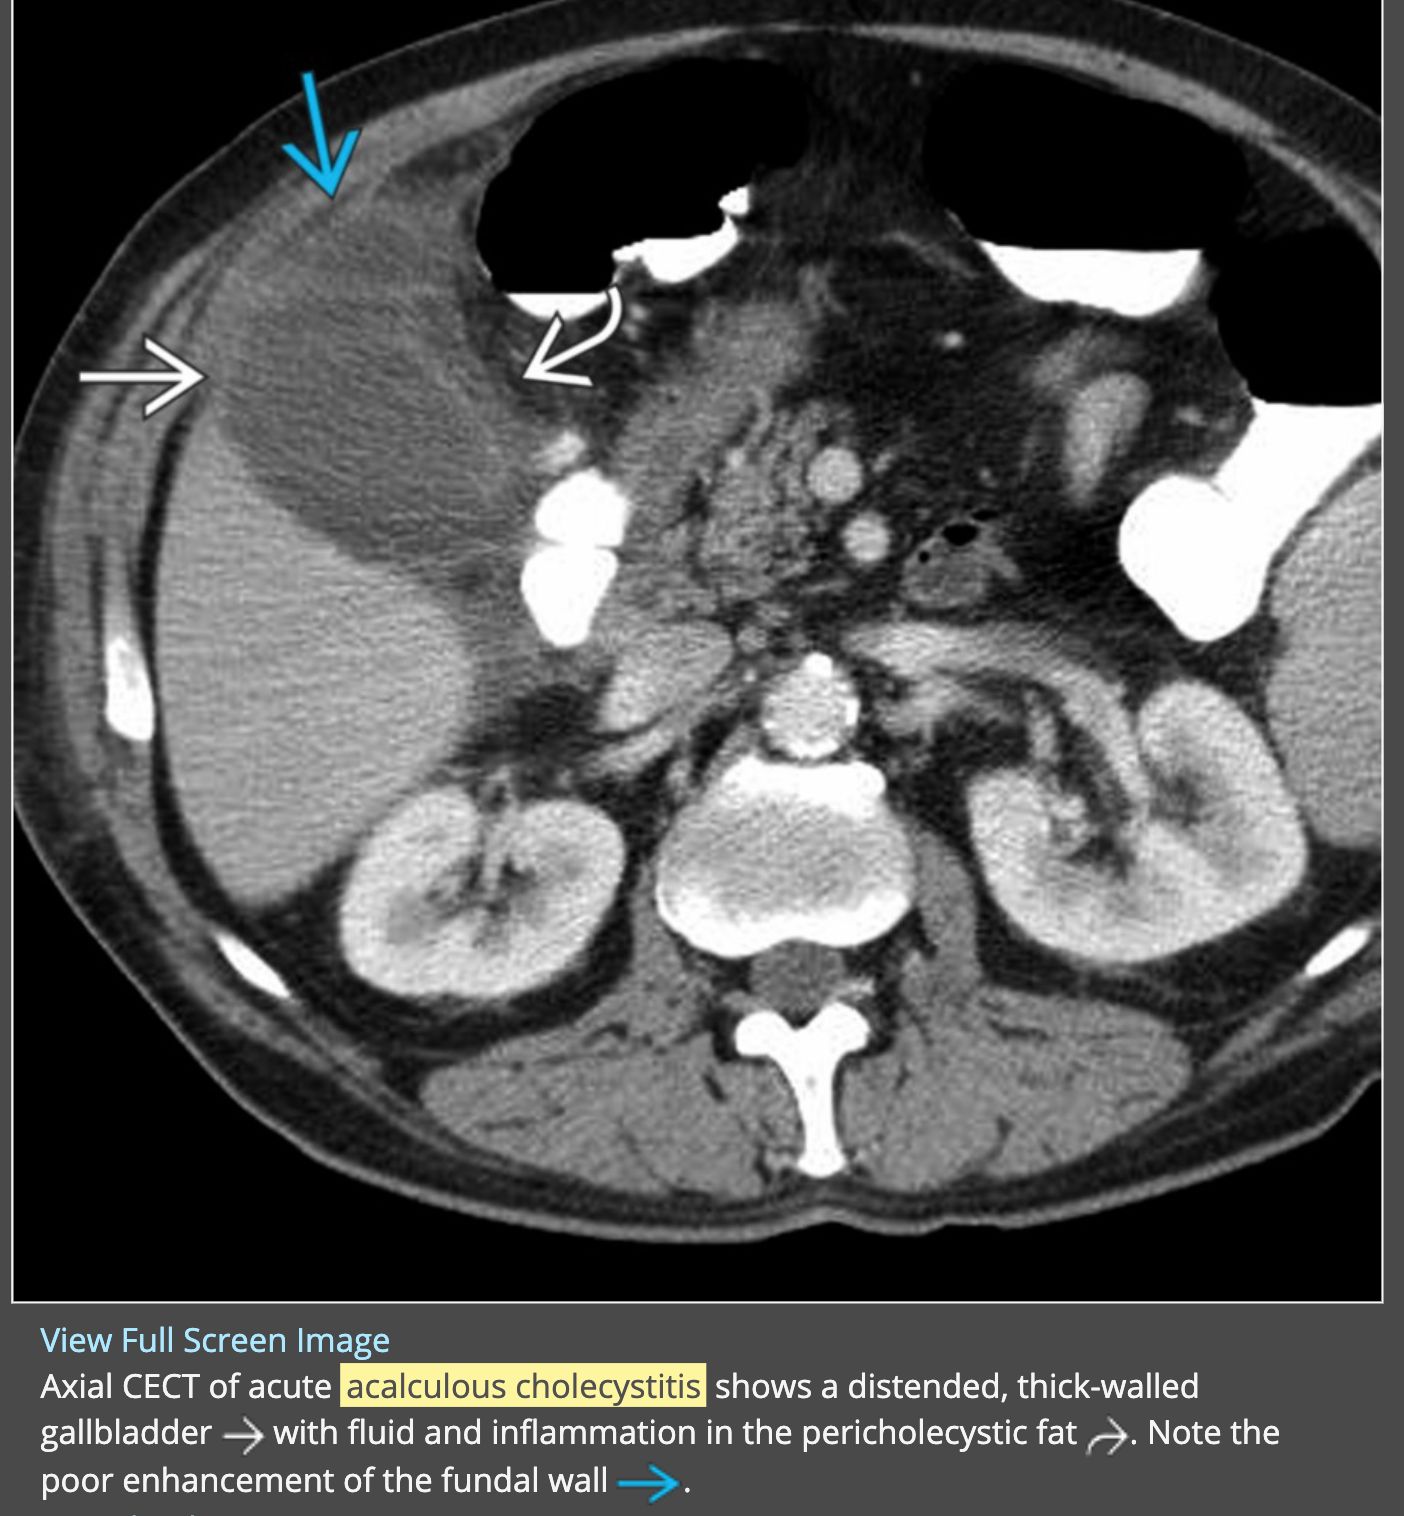 View Full Screen Image
Axial CECT of acute acalculous cholecystitis shows a distended, thick-walled
gallbladder → with fluid and inflammation in the pericholecystic fat ↷. Note the
poor enhancement of the fundal wall →.